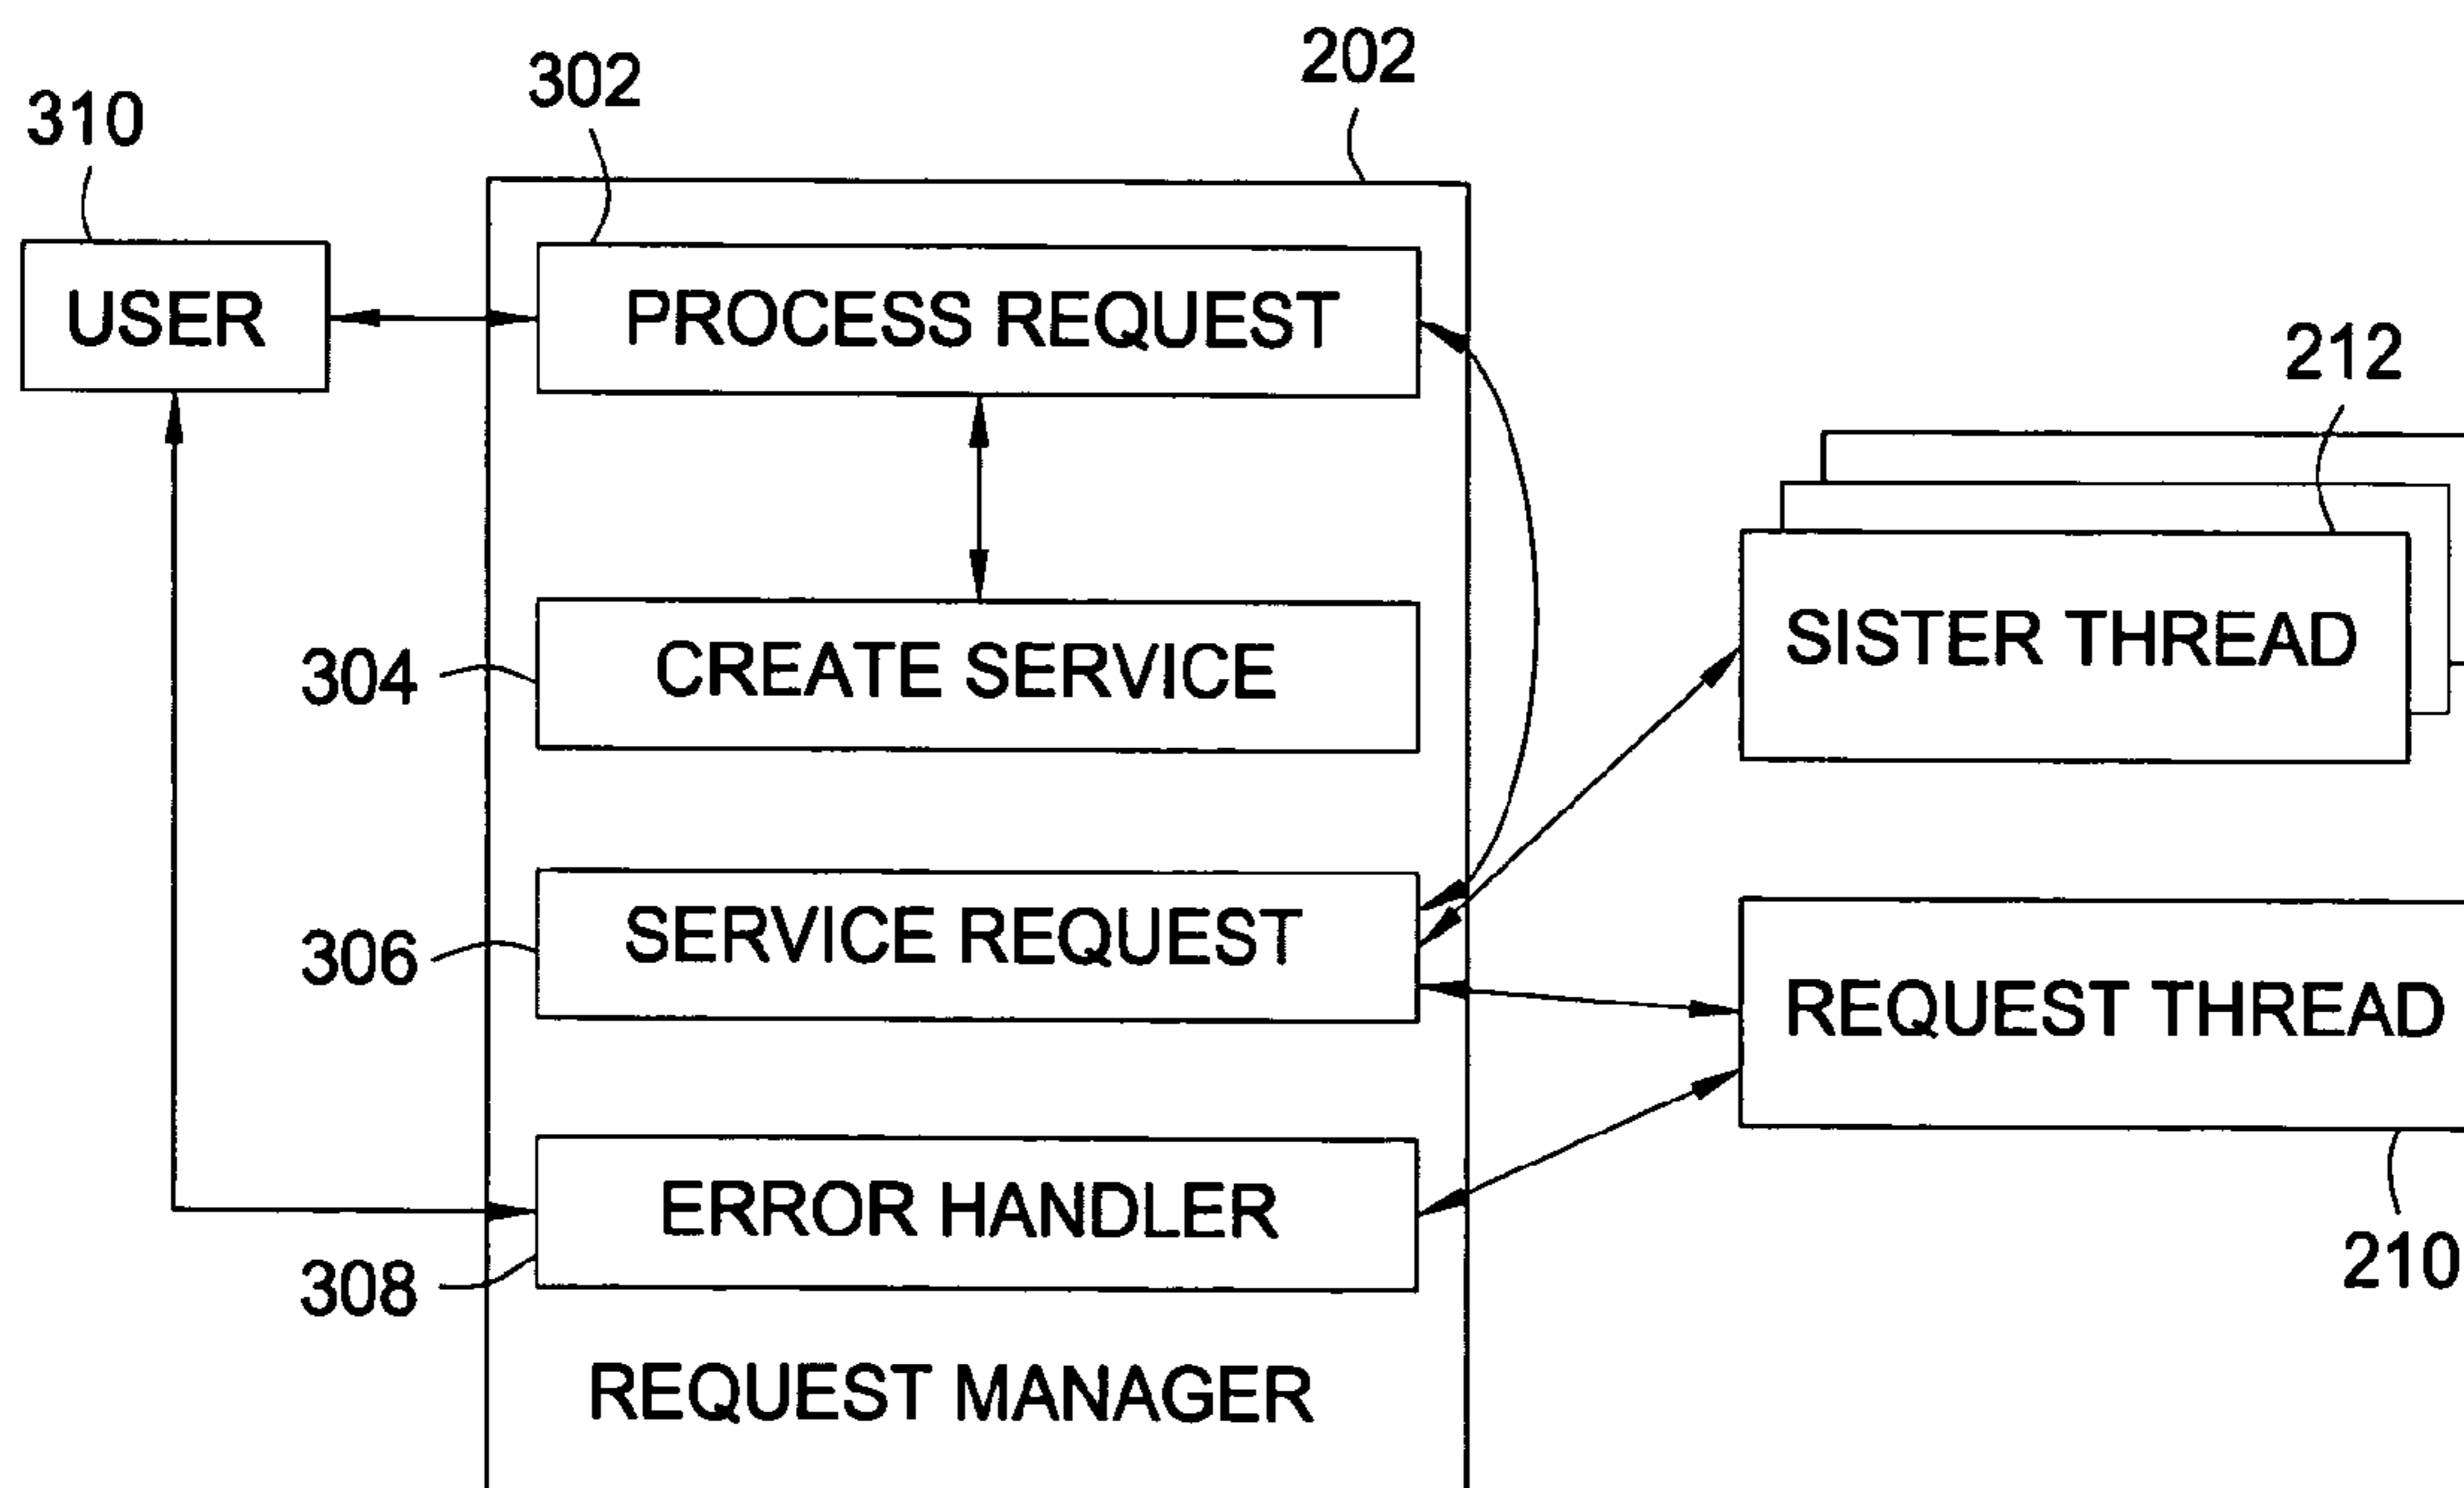 202
302
310
USER
PROCESS REQUEST
212
304
CREATE SERVICE
SISTER THREAD
306
SERVICE REQUEST
REQUEST THREAD
308
ERROR HANDLER
210
REQUEST MANAGER